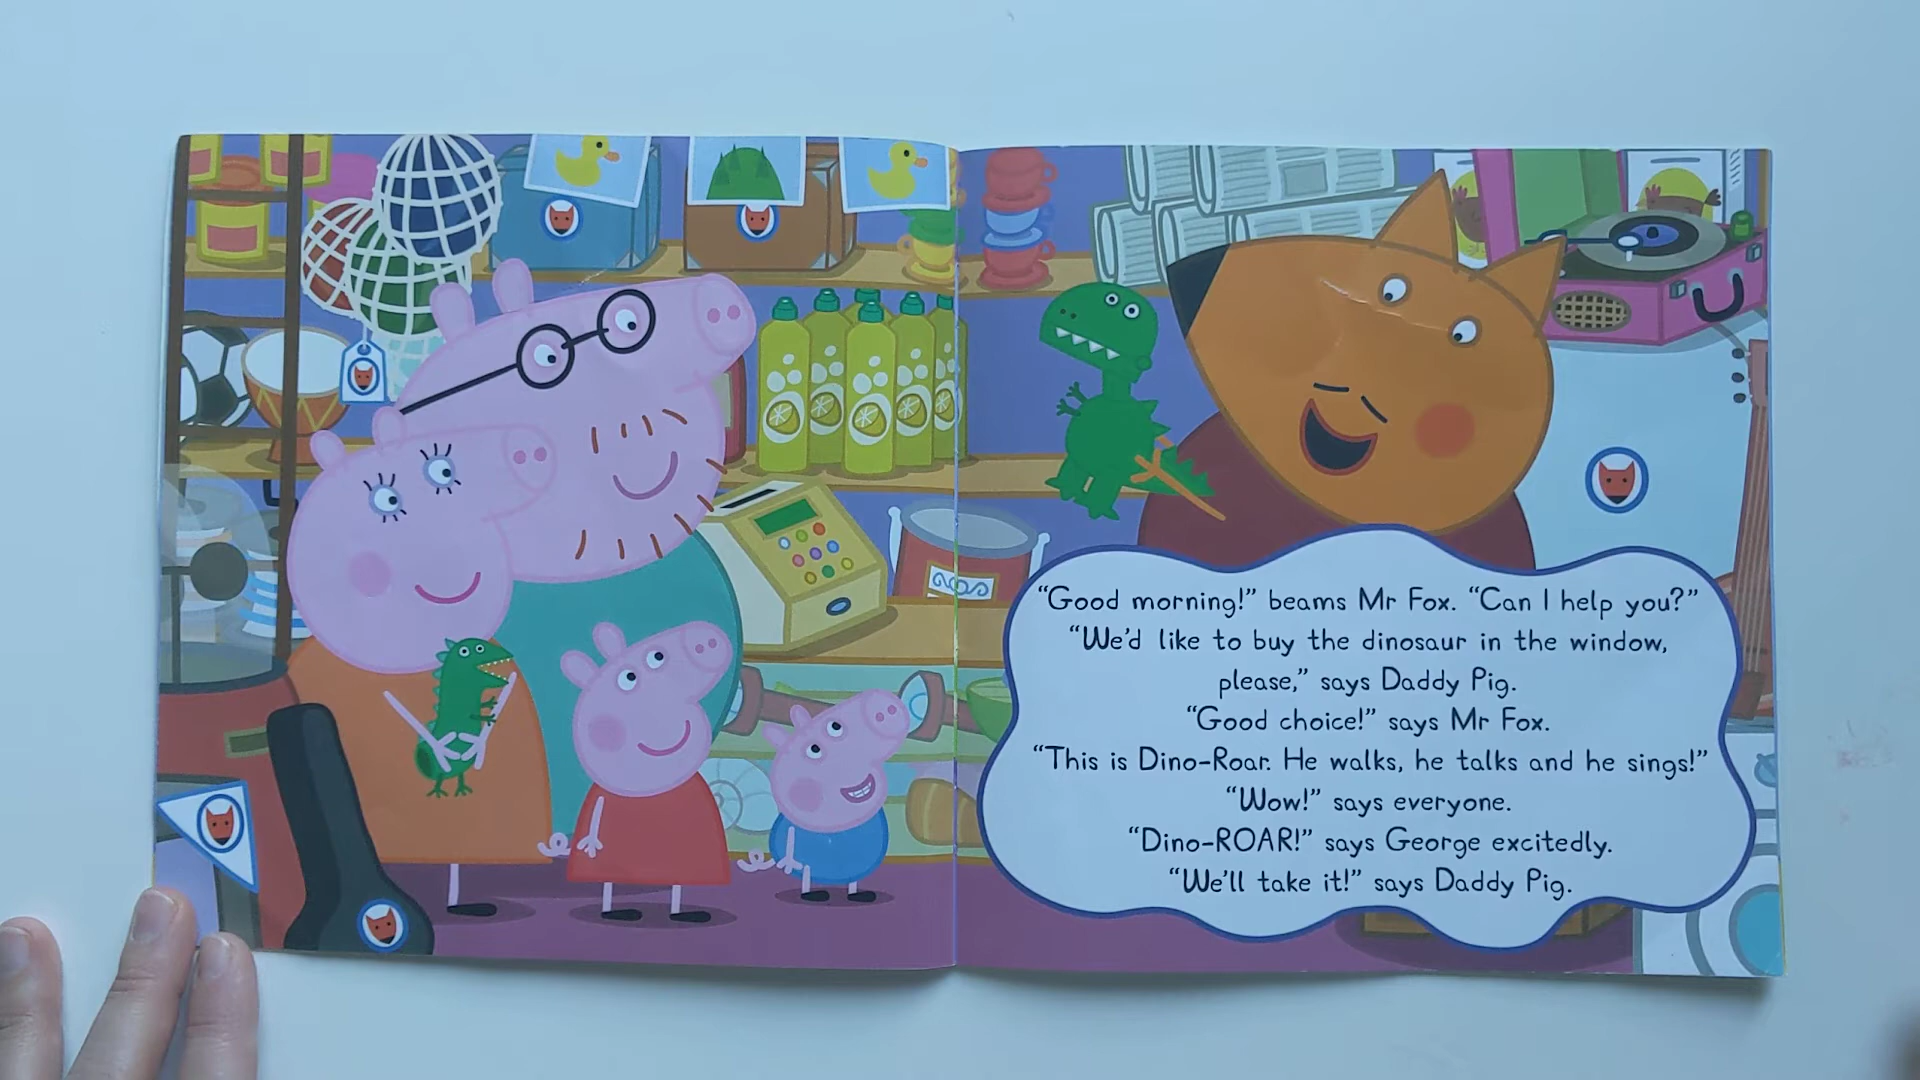 “Good morning!” beams Mr Fox. “Can I help you?”
“We’d like to buy the dinosaur in the window,
please,” says Daddy Pig.
“Good choice!” says Mr Fox.
“This is Dino-Roar. He walks, he talks and he sings!”
“Wow!” says everyone.
“Dino-ROAR!” says George excitedly.
“We’ll take it!” says Daddy Pig.